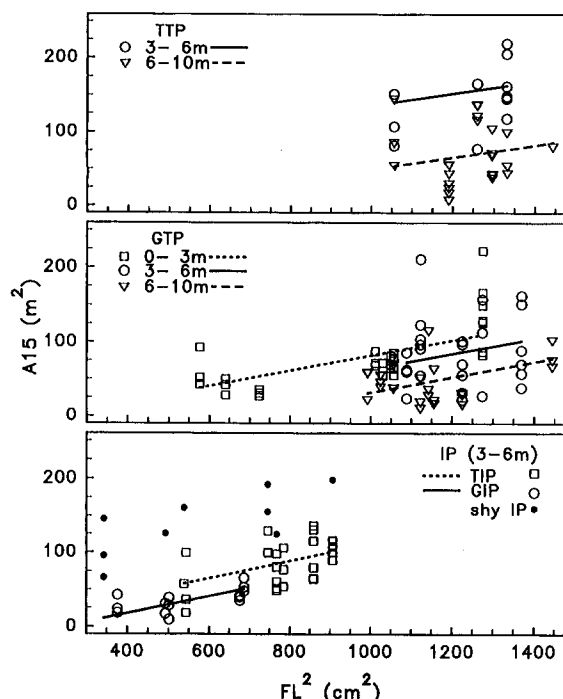 TTP
3- 6m
6-10m
200
100
0
GTP
0- 3m
3- 6m
6-10m
200
100
0
A15 (m²)
IP (3-6m)
TIP
GIP
shy IP
200
100
0
400 600 800 1000 1200 1400
FL² (cm²)